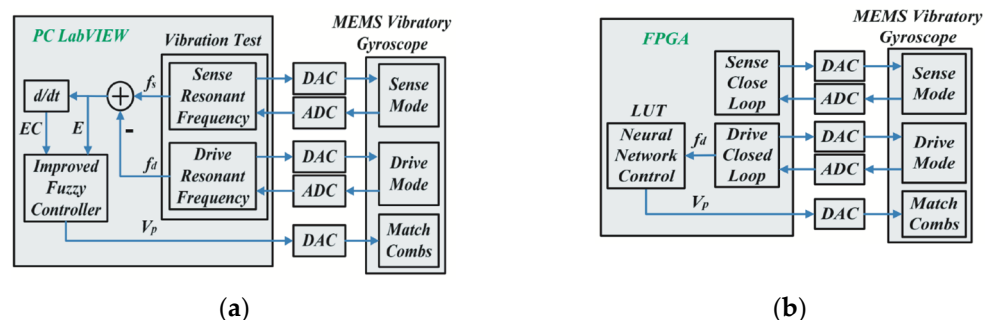 MEMS Vibratory
Gyroscope
PC LabVIEW
Vibration Test
Sense
Resonant
Frequency
DAC
ADC
Sense
Mode
d/dt
+
-
fs
EC
E
Improved
Fuzzy
Controller
fd
Drive
Resonant
Frequency
DAC
ADC
Drive
Mode
Vp
DAC
Match
Combs
(a)
MEMS Vibratory
Gyroscope
FPGA
Sense
Close
Loop
DAC
ADC
Sense
Mode
LUT
Neural
Network
Control
fd
Drive
Closed
Loop
DAC
ADC
Drive
Mode
Vp
DAC
Match
Combs
(b)